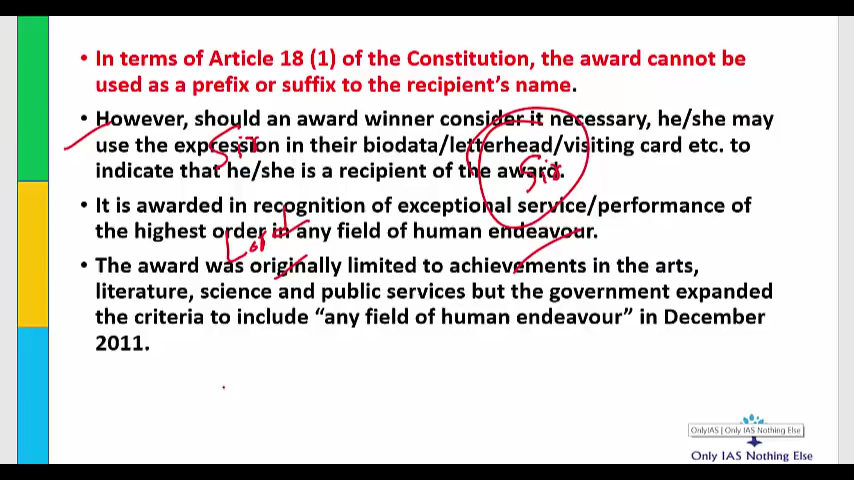 • In terms of Article 18 (1) of the Constitution, the award cannot be
used as a prefix or suffix to the recipient's name.
• However, should an award winner consider it necessary, he/she may
use the expression in their biodata/letterhead/visiting card etc. to
indicate that he/she is a recipient of the award.
Sir
Sir
• It is awarded in recognition of exceptional service/performance of
the highest order in any field of human endeavour.
Lord
• The award was originally limited to achievements in the arts,
literature, science and public services but the government expanded
the criteria to include “any field of human endeavour” in December
2011.
OnlyIAS | Only IAS Nothing Else
Only IAS Nothing Else